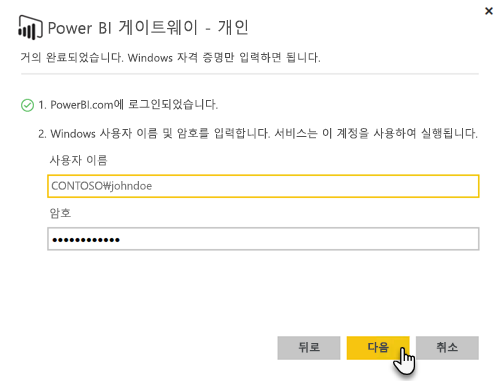 Power BI 게이트웨이 - 개인
거의 완료되었습니다. Windows 자격 증명만 입력하면 됩니다.
1. PowerBI.com에 로그인되었습니다.
2. Windows 사용자 이름 및 암호를 입력합니다. 서비스는 이 계정을 사용하여 실행됩니다.
사용자 이름
CONTOSO₩johndoe
암호
●●●●●●●●●●●●
뒤로 다음 취소